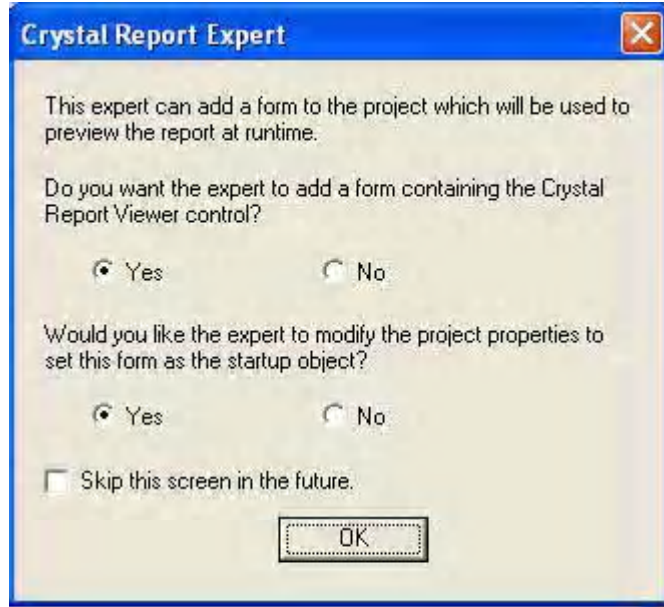 Crystal Report Expert
This expert can add a form to the project which will be used to
preview the report at runtime.
Do you want the expert to add a form containing the Crystal
Report Viewer control?
Yes No
Would you like the expert to modify the project properties to
set this form as the startup object?
Yes No
Skip this screen in the future.
OK